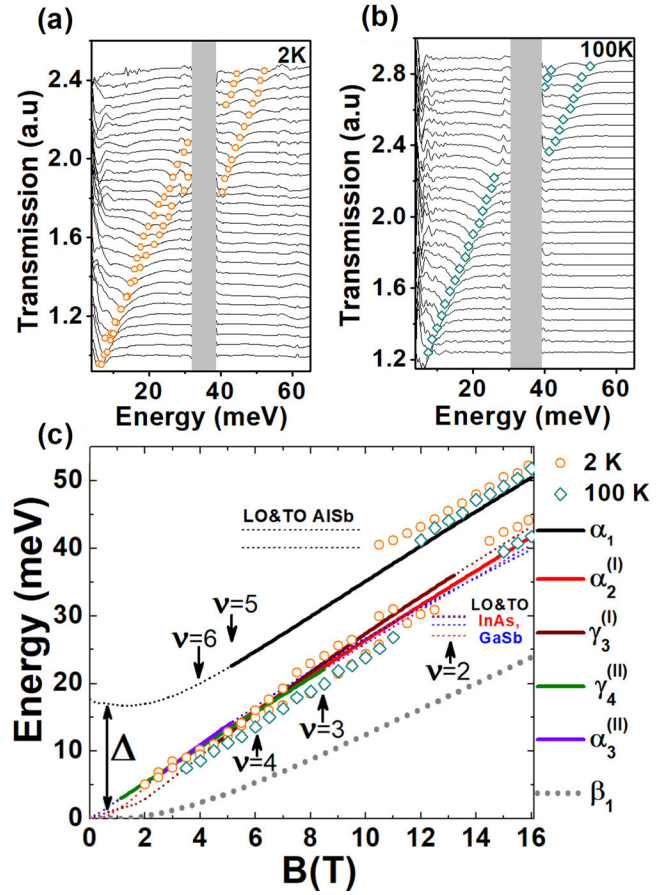 (a)
2K
2.4
2.0
1.6
1.2
Transmission (a.u)
20
40
60
Energy (meV)
(b)
100K
2.8
2.4
2.0
1.6
1.2
Transmission (a.u)
20
40
60
Energy (meV)
(c)
50
40
30
20
10
0
Energy (meV)
LO&TO AlSb
ν=6
ν=5
ν=4
ν=3
ν=2
LO&TO
InAs,
GaSb
Δ
0
2
4
6
8
10
12
14
16
B(T)
2 K
100 K
α₁
α₂⁽ᴵ⁾
γ₃⁽ᴵ⁾
γ₄⁽ᴵᴵ⁾
α₃⁽ᴵᴵ⁾
β₁